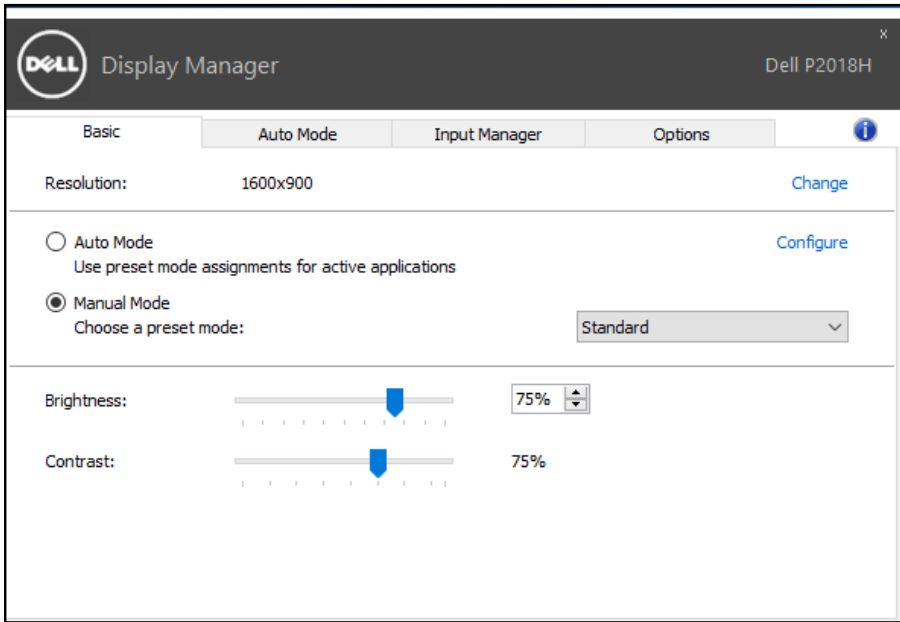 DELL Display Manager
x
Dell P2018H
Basic Auto Mode Input Manager Options i
Resolution: 1600x900 Change
Auto Mode Configure
Use preset mode assignments for active applications
Manual Mode
Choose a preset mode: Standard
Brightness: 75%
Contrast: 75%